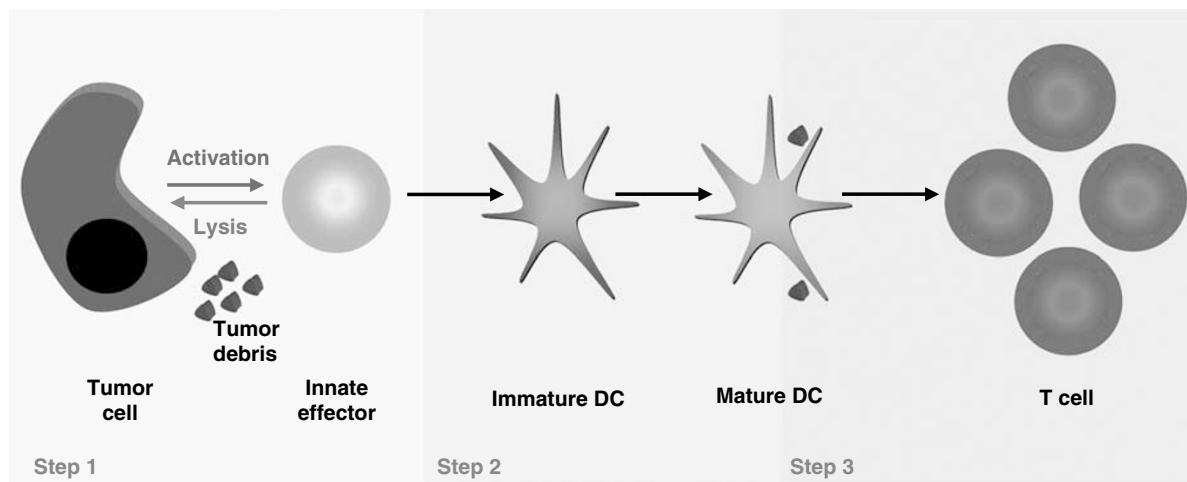 Activation
Lysis
Tumor
debris
Tumor
cell
Innate
effector
Immature DC
Mature DC
T cell
Step 1
Step 2
Step 3